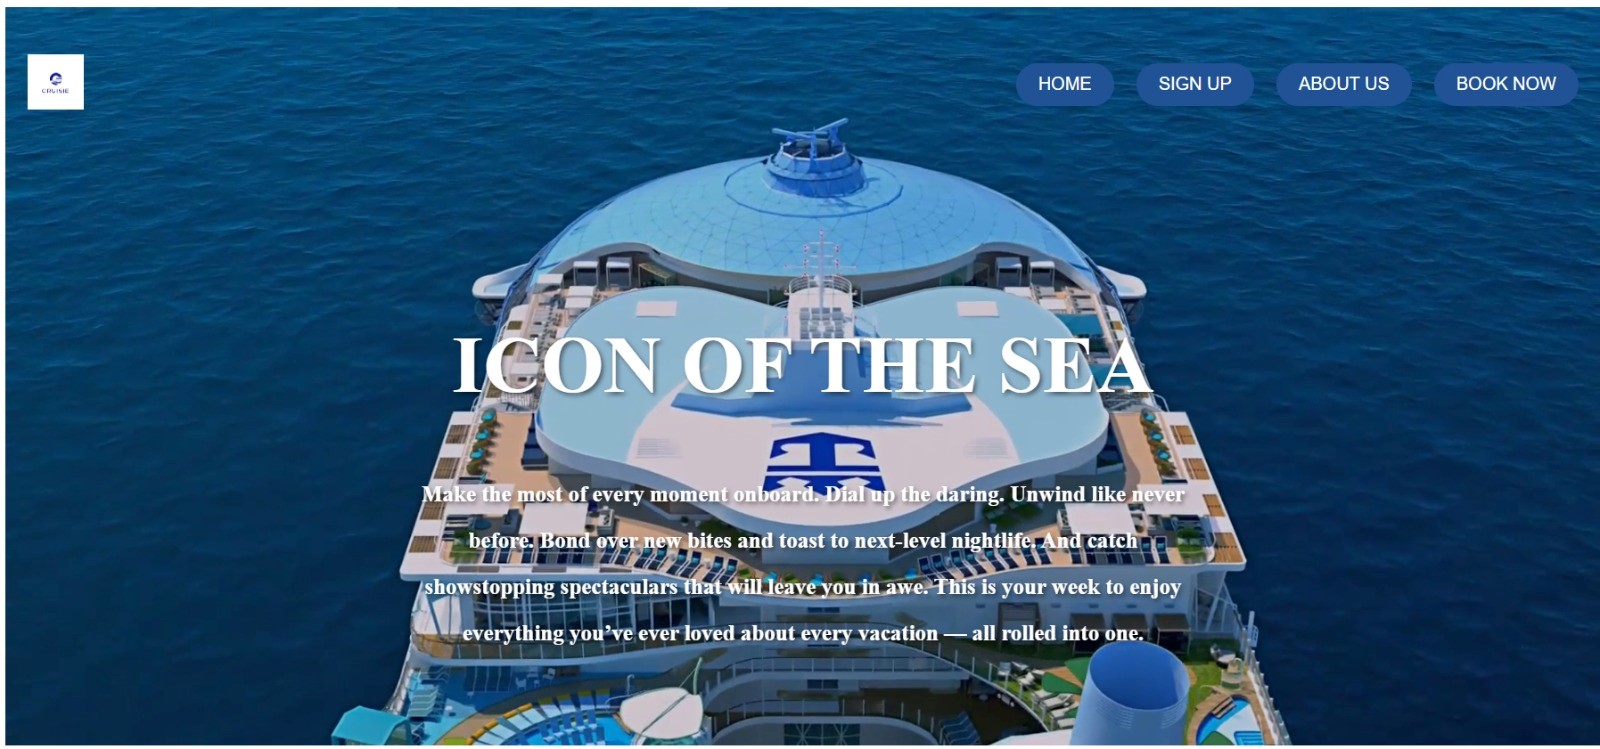 CRUISIE
HOME
SIGN UP
ABOUT US
BOOK NOW
ICON OF THE SEA
Make the most of every moment onboard. Dial up the daring. Unwind like never
before. Bond over new bites and toast to next-level nightlife. And catch
showstopping spectaculars that will leave you in awe. This is your week to enjoy
everything you’ve ever loved about every vacation — all rolled into one.